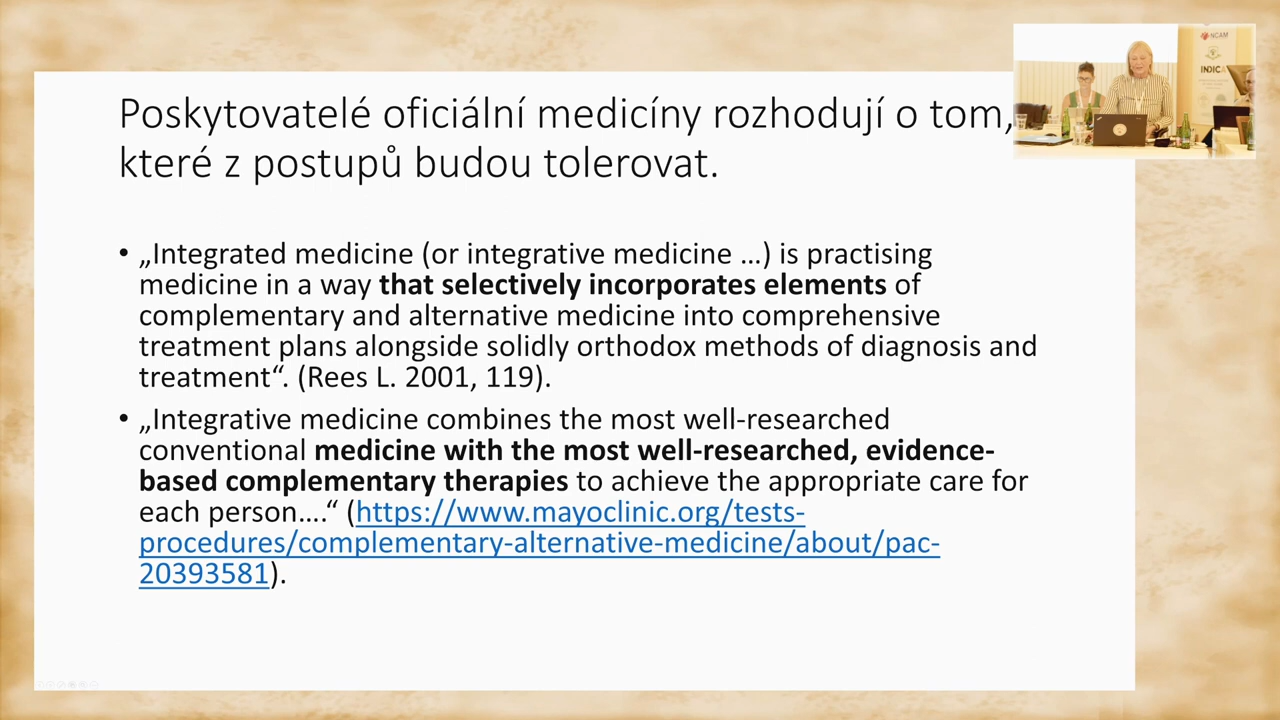 Poskytovatelé oficiální medicíny rozhodují o tom,
které z postupů budou tolerovat.
• „Integrated medicine (or integrative medicine …) is practising
medicine in a way that selectively incorporates elements of
complementary and alternative medicine into comprehensive
treatment plans alongside solidly orthodox methods of diagnosis and
treatment“. (Rees L. 2001, 119).
• „Integrative medicine combines the most well-researched
conventional medicine with the most well-researched, evidence-
based complementary therapies to achieve the appropriate care for
each person….“ (https://www.mayoclinic.org/tests-
procedures/complementary-alternative-medicine/about/pac-
20393581).
NCAM